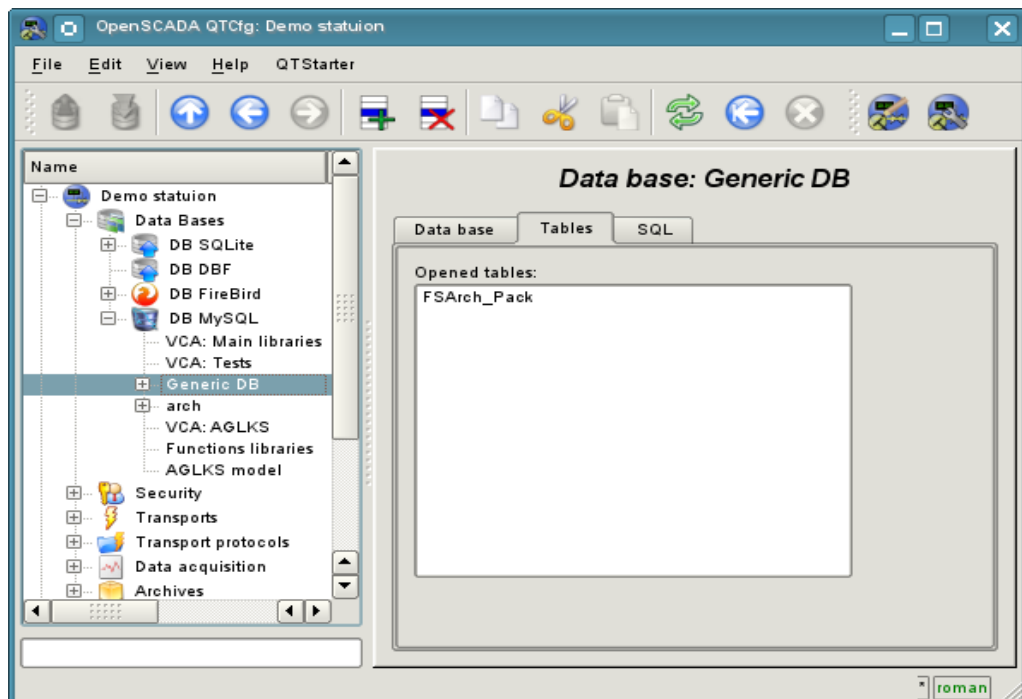 OpenSCADA QTCfg: Demo statuion
File Edit View Help QTStarter
Name
Demo statuion
Data Bases
DB SQLite
DB DBF
DB FireBird
DB MySQL
VCA: Main libraries
VCA: Tests
Generic DB
arch
VCA: AGLKS
Functions libraries
AGLKS model
Security
Transports
Transport protocols
Data acquisition
Archives
Data base: Generic DB
Data base Tables SQL
Opened tables:
FSArch_Pack
* roman